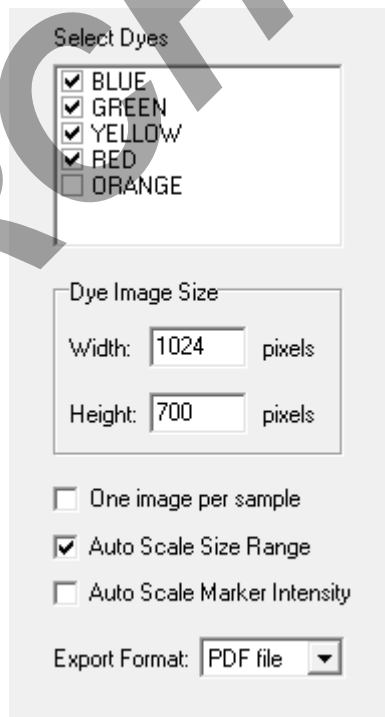 Select Dyes
BLUE
GREEN
YELLOW
RED
ORANGE
Dye Image Size
Width: 1024 pixels
Height: 700 pixels
One image per sample
Auto Scale Size Range
Auto Scale Marker Intensity
Export Format: PDF file